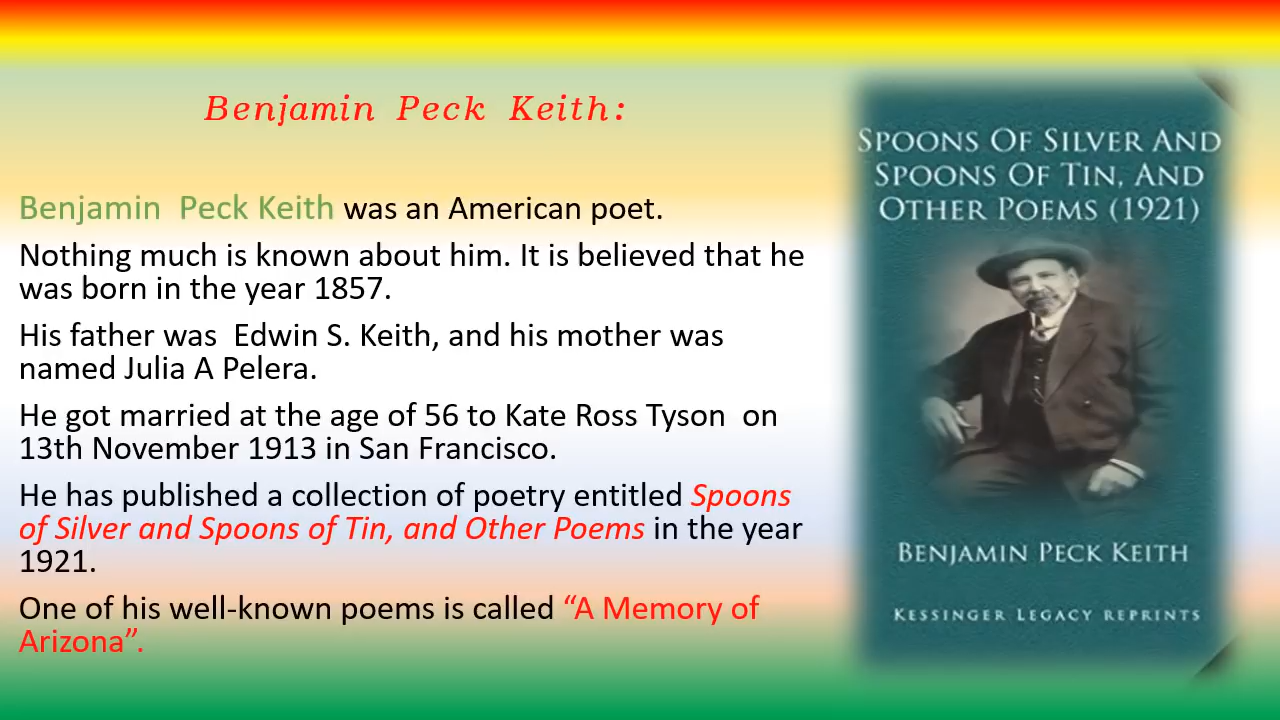 Benjamin Peck Keith:
Benjamin Peck Keith was an American poet.
Nothing much is known about him. It is believed that he
was born in the year 1857.
His father was Edwin S. Keith, and his mother was
named Julia A Pelera.
He got married at the age of 56 to Kate Ross Tyson on
13th November 1913 in San Francisco.
He has published a collection of poetry entitled Spoons
of Silver and Spoons of Tin, and Other Poems in the year
1921.
One of his well-known poems is called “A Memory of
Arizona”.
SPOONS OF SILVER AND
SPOONS OF TIN, AND
OTHER POEMS (1921)
BENJAMIN PECK KEITH
KESSINGER LEGACY REPRINTS